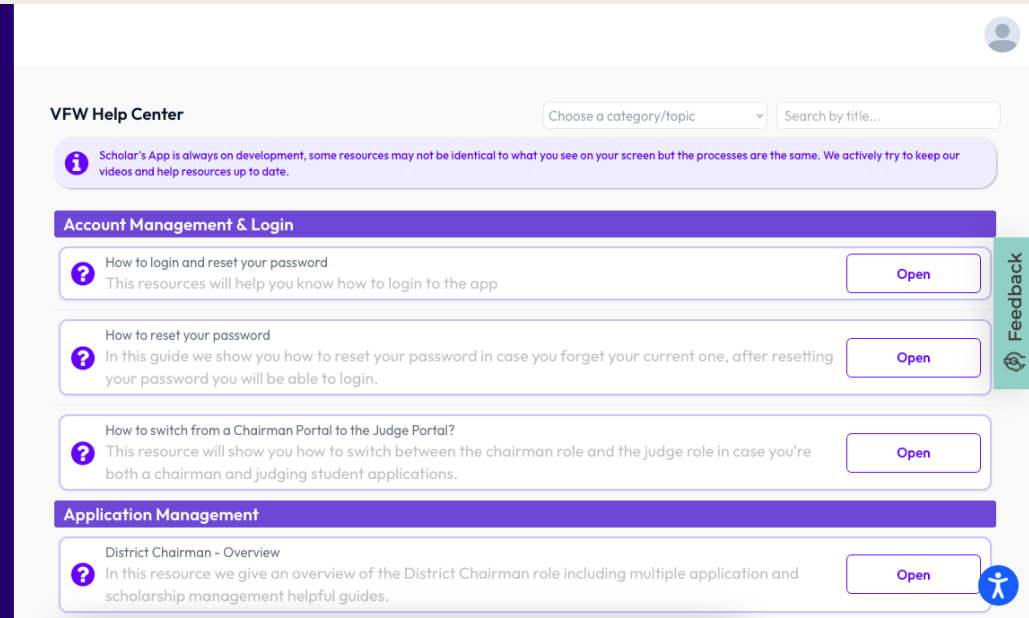 VFW Help Center
Choose a category/topic
Search by title...
Scholar's App is always on development, some resources may not be identical to what you see on your screen but the processes are the same. We actively try to keep our
videos and help resources up to date.
Account Management & Login
How to login and reset your password
This resources will help you know how to login to the app
Open
Feedback
How to reset your password
In this guide we show you how to reset your password in case you forget your current one, after resetting
your password you will be able to login.
Open
How to switch from a Chairman Portal to the Judge Portal?
This resource will show you how to switch between the chairman role and the judge role in case you're
both a chairman and judging student applications.
Open
Application Management
District Chairman - Overview
In this resource we give an overview of the District Chairman role including multiple application and
scholarship management helpful guides.
Open